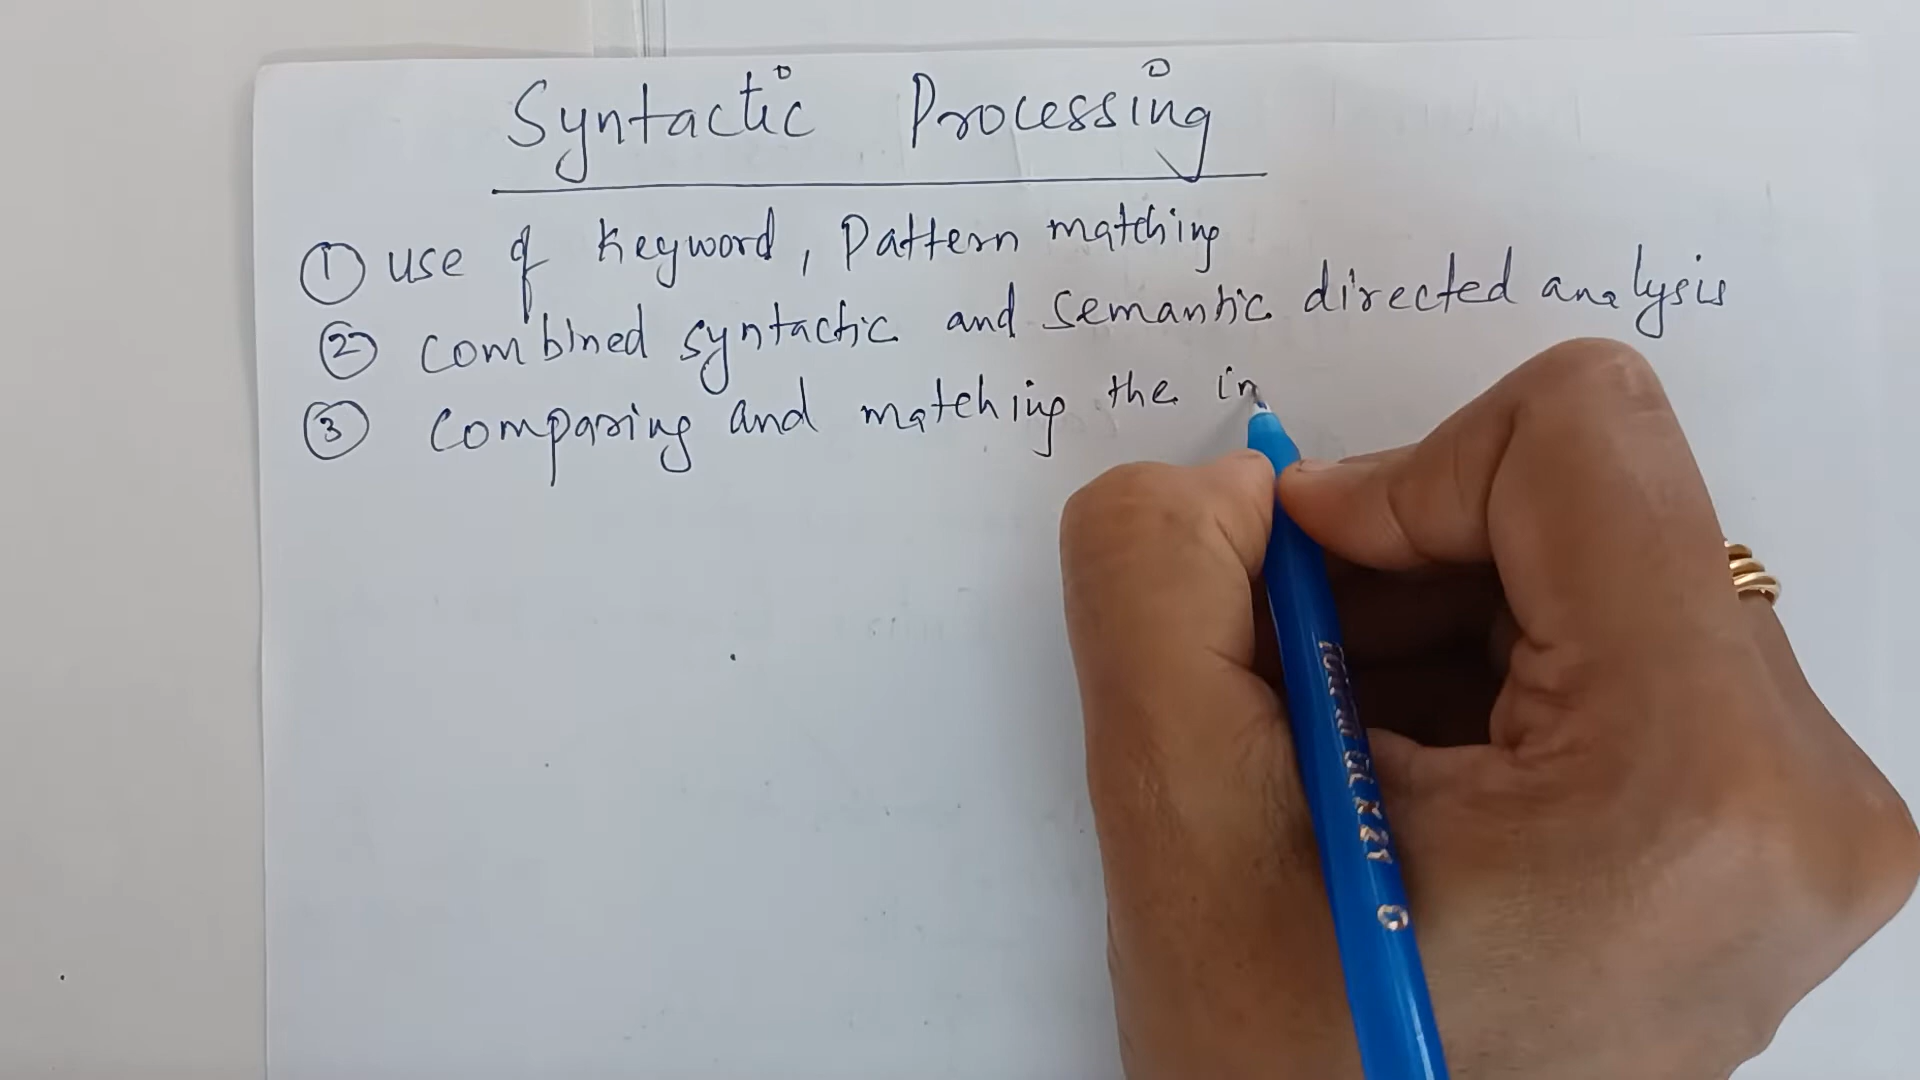 Syntactic Processing
① use of keyword, Pattern matching
② combined syntactic and semantic directed analysis
③ comparing and matching the in